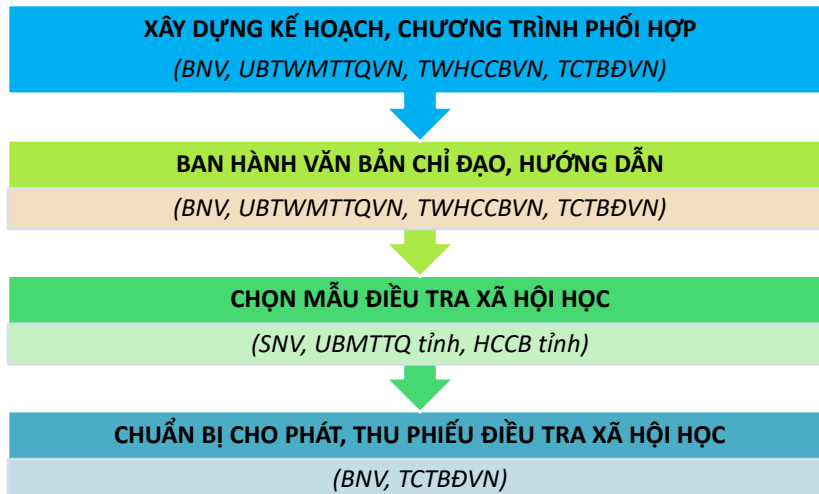 XÂY DỰNG KẾ HOẠCH, CHƯƠNG TRÌNH PHỐI HỢP
(BNV, UBTWMTTQVN, TWHCCBVN, TCTBĐVN)
BAN HÀNH VĂN BẢN CHỈ ĐẠO, HƯỚNG DẪN
(BNV, UBTWMTTQVN, TWHCCBVN, TCTBĐVN)
CHỌN MẪU ĐIỀU TRA XÃ HỘI HỌC
(SNV, UBMTTQ tỉnh, HCCB tỉnh)
CHUẨN BỊ CHO PHÁT, THU PHIẾU ĐIỀU TRA XÃ HỘI HỌC
(BNV, TCTBĐVN)